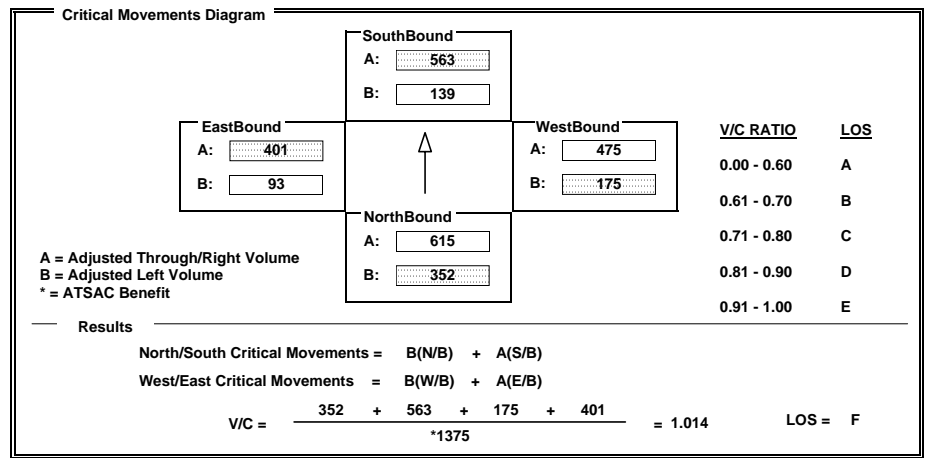 Critical Movements Diagram
SouthBound
A: 563
B: 139
EastBound
A: 401
B: 93
WestBound
A: 475
B: 175
NorthBound
A: 615
B: 352
V/C RATIO LOS
0.00 - 0.60 A
0.61 - 0.70 B
0.71 - 0.80 C
0.81 - 0.90 D
0.91 - 1.00 E
A = Adjusted Through/Right Volume
B = Adjusted Left Volume
* = ATSAC Benefit
Results
North/South Critical Movements = B(N/B) + A(S/B)
West/East Critical Movements = B(W/B) + A(E/B)
V/C = 352 + 563 + 175 + 401 = 1.014 LOS = F
*1375